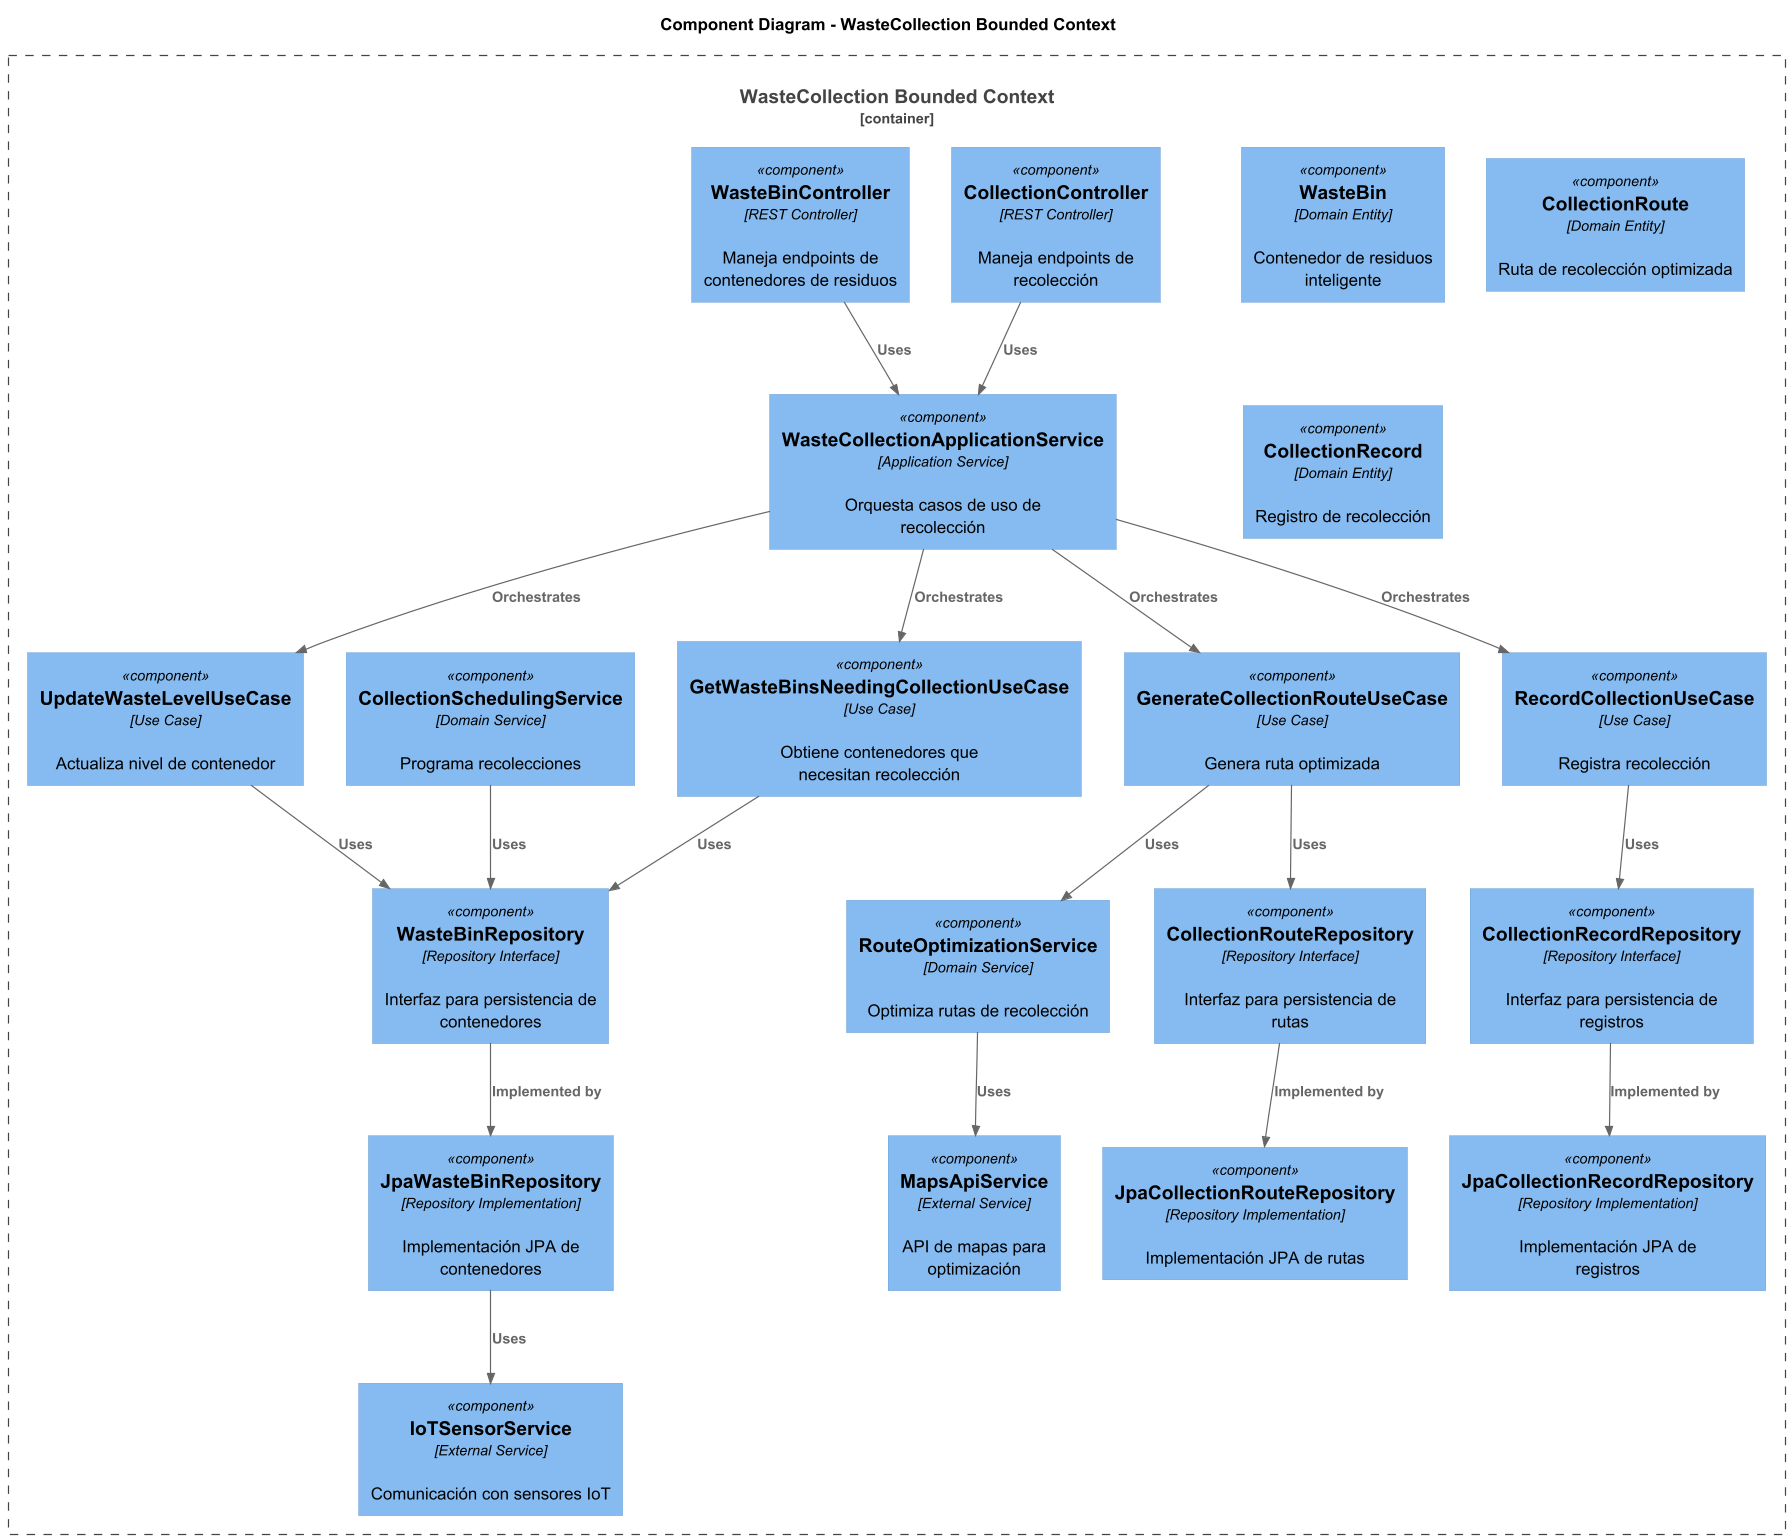 Component Diagram - WasteCollection Bounded Context
WasteCollection Bounded Context
[container]
«component»
WasteBinController
[REST Controller]
Maneja endpoints de
contenedores de residuos
«component»
CollectionController
[REST Controller]
Maneja endpoints de
recolección
«component»
WasteBin
[Domain Entity]
Contenedor de residuos
inteligente
«component»
CollectionRoute
[Domain Entity]
Ruta de recolección optimizada
Uses
Uses
«component»
WasteCollectionApplicationService
[Application Service]
Orquesta casos de uso de
recolección
«component»
CollectionRecord
[Domain Entity]
Registro de recolección
Orchestrates
Orchestrates
Orchestrates
Orchestrates
«component»
UpdateWasteLevelUseCase
[Use Case]
Actualiza nivel de contenedor
«component»
CollectionSchedulingService
[Domain Service]
Programa recolecciones
«component»
GetWasteBinsNeedingCollectionUseCase
[Use Case]
Obtiene contenedores que
necesitan recolección
«component»
GenerateCollectionRouteUseCase
[Use Case]
Genera ruta optimizada
«component»
RecordCollectionUseCase
[Use Case]
Registra recolección
Uses
Uses
Uses
Uses
Uses
Uses
«component»
WasteBinRepository
[Repository Interface]
Interfaz para persistencia de
contenedores
«component»
RouteOptimizationService
[Domain Service]
Optimiza rutas de recolección
«component»
CollectionRouteRepository
[Repository Interface]
Interfaz para persistencia de
rutas
«component»
CollectionRecordRepository
[Repository Interface]
Interfaz para persistencia de
registros
Implemented by
Uses
Implemented by
Implemented by
«component»
JpaWasteBinRepository
[Repository Implementation]
Implementación JPA de
contenedores
«component»
MapsApiService
[External Service]
API de mapas para
optimización
«component»
JpaCollectionRouteRepository
[Repository Implementation]
Implementación JPA de rutas
«component»
JpaCollectionRecordRepository
[Repository Implementation]
Implementación JPA de
registros
Uses
«component»
IoTSensorService
[External Service]
Comunicación con sensores IoT